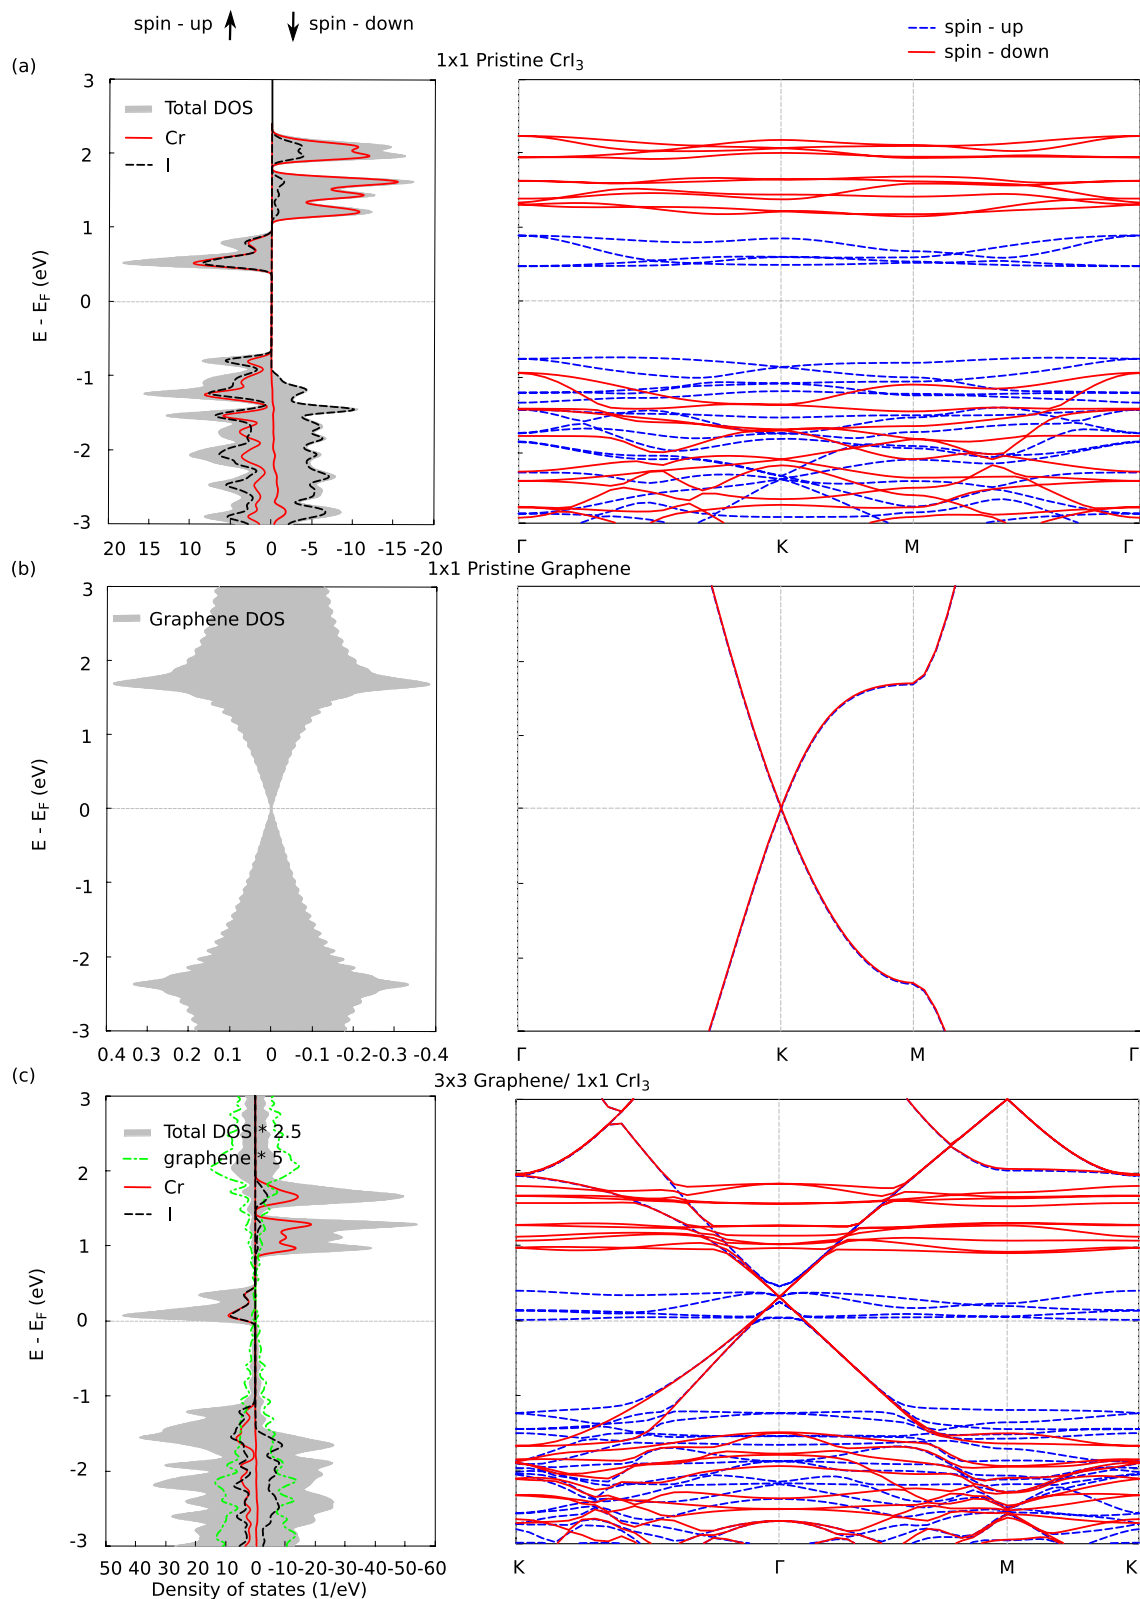 spin - up spin - down
spin - up
spin - down
(a)
1x1 Pristine CrI3
3
2
1
0
-1
-2
-3
E - EF (eV)
Total DOS
Cr
I
20 15 10 5 0 -5 -10 -15 -20
Γ K M Γ
(b)
1x1 Pristine Graphene
3
2
1
0
-1
-2
-3
E - EF (eV)
Graphene DOS
0.4 0.3 0.2 0.1 0 -0.1 -0.2 -0.3 -0.4
Γ K M Γ
(c)
3x3 Graphene/ 1x1 CrI3
3
2
1
0
-1
-2
-3
E - EF (eV)
Total DOS * 2.5
graphene * 5
Cr
I
50 40 30 20 10 0 -10 -20 -30 -40 -50 -60
Density of states (1/eV)
K Γ M K